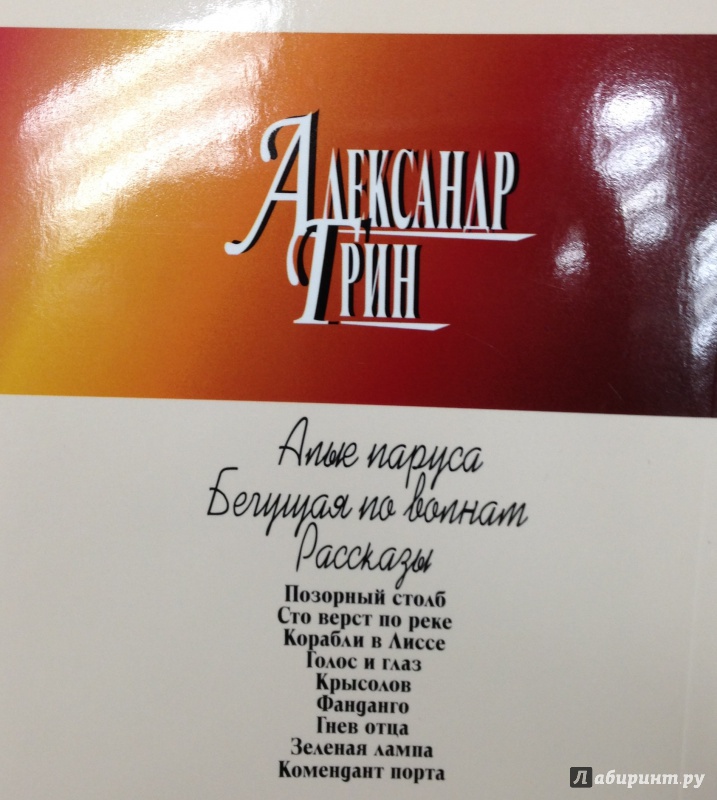 Александр
Грин
Алые паруса
Бегущая по волнам
Рассказы
Позорный столб
Сто верст по реке
Корабли в Лиссе
Голос и глаз
Крысолов
Фанданго
Гнев отца
Зеленая лампа
Комендант порта
Лабиринт.ру